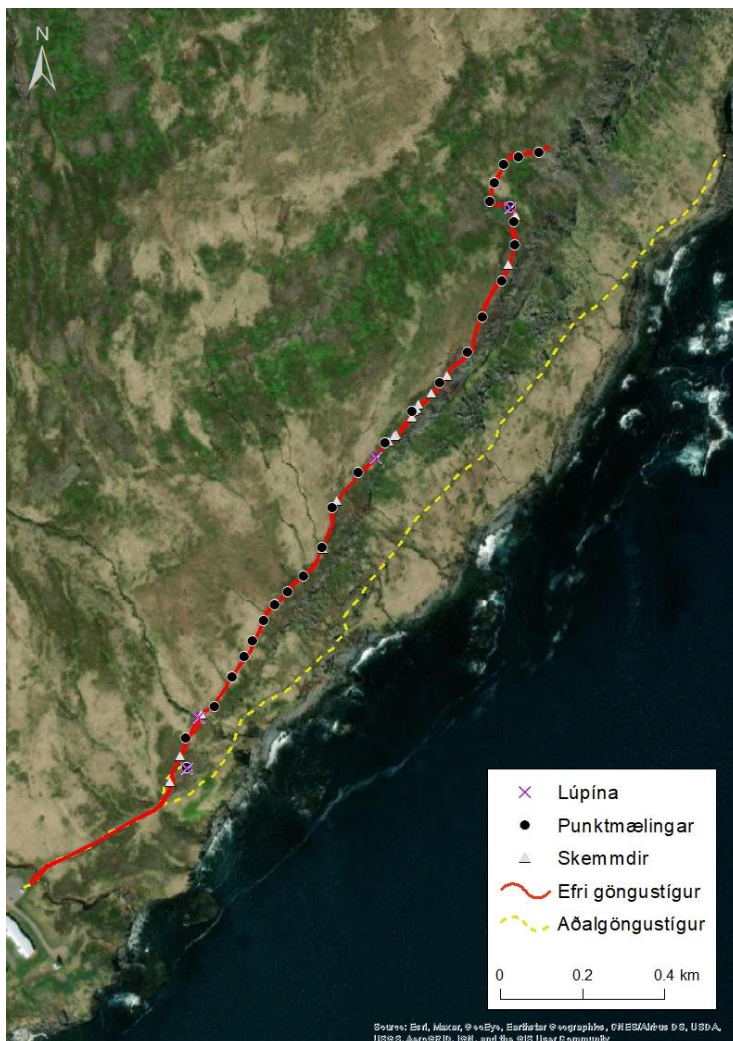 N
Lúpína
Punktmælingar
Skemmdir
Efri göngustígur
Aðalgöngustígur
0 0.2 0.4 km
Source: Esri, Maxar, GeoEye, Earthstar Geographics, CNES/Airbus DS, USDA,
USGS, AeroGRID, IGN, and the GIS User Community